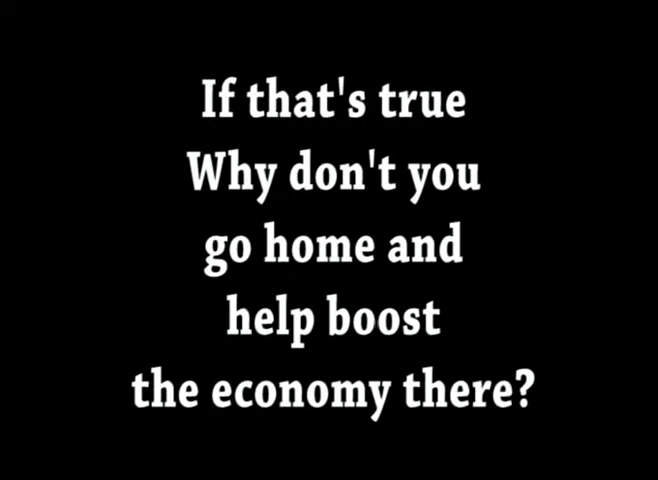 If that's true
Why don't you
go home and
help boost
the economy there?